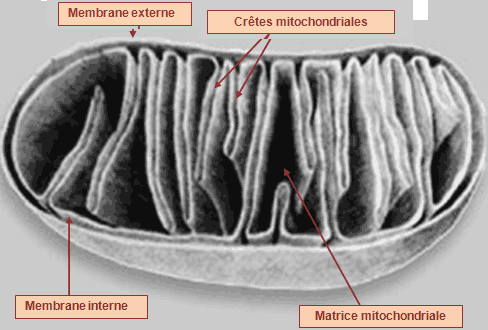 Membrane externe
Crêtes mitochondriales
Membrane interne
Matrice mitochondriale